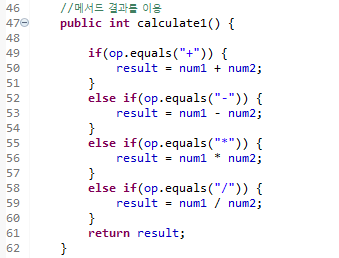 46 //메서드 결과를 이용
47 public int calculate1() {
48
49 if(op.equals("+")) {
50 result = num1 + num2;
51 }
52 else if(op.equals("-")) {
53 result = num1 - num2;
54 }
55 else if(op.equals("*")) {
56 result = num1 * num2;
57 }
58 else if(op.equals("/")) {
59 result = num1 / num2;
60 }
61 return result;
62 }